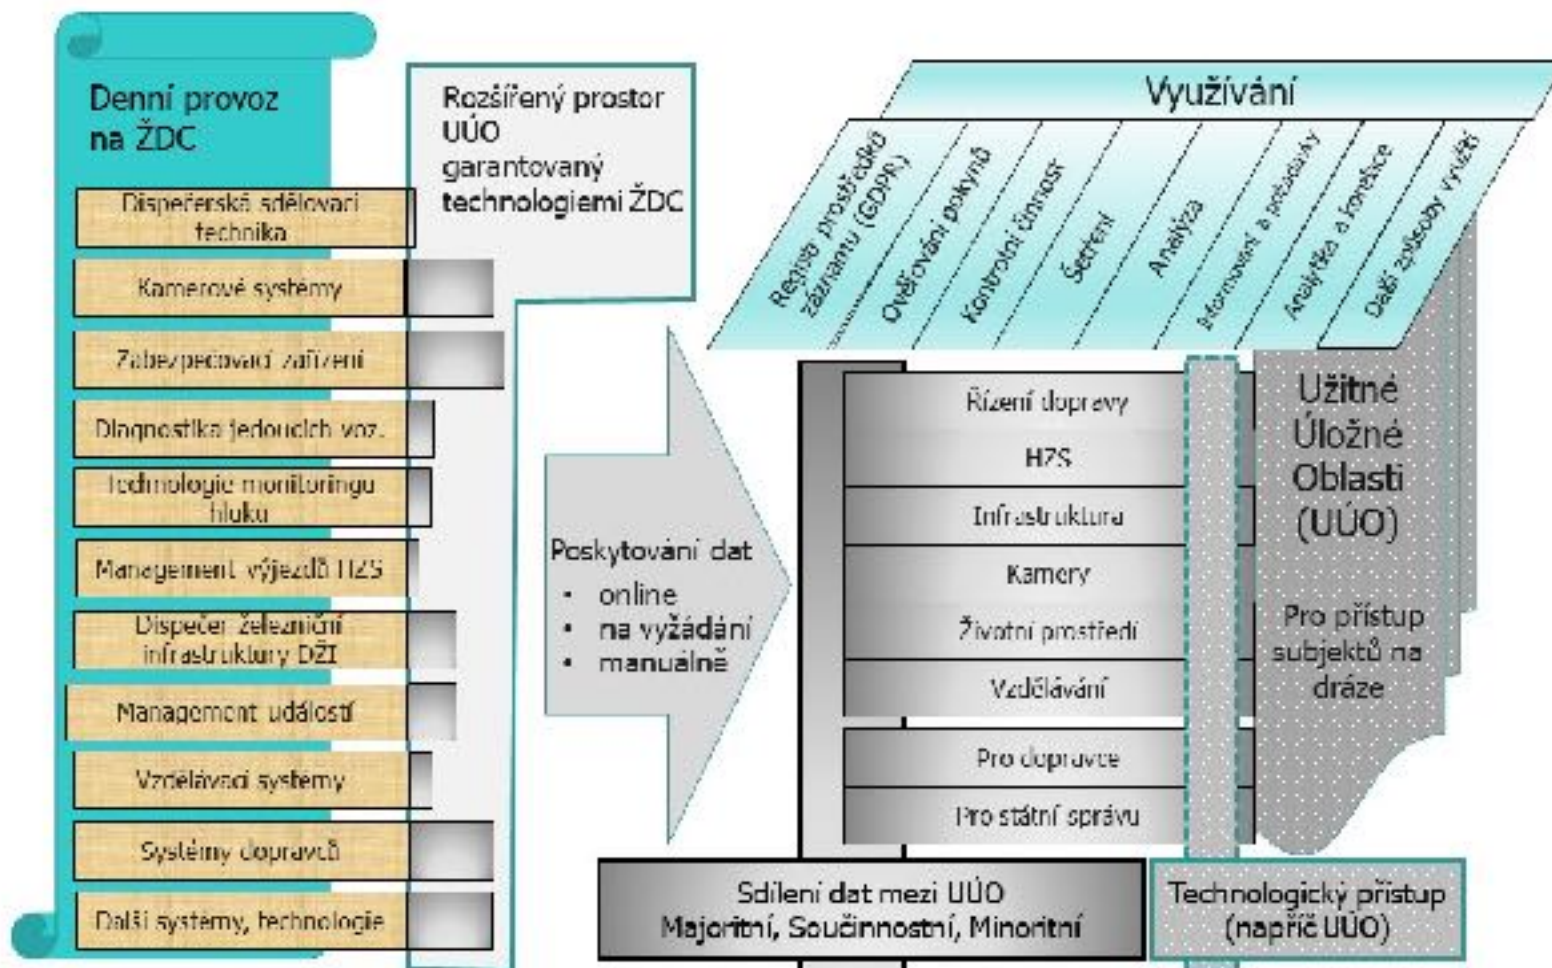 Denní provoz
na ŽDC
Dispečerská sdělovací
technika
Kamerové systémy
Zabezpečovací zařízení
Diagnostika jedoucích voz.
Technologie monitoringu
hluku
Management výjezdů HZS
Dispečer železniční
infrastruktury DŽI
Management událostí
Vzdělávací systémy
Systémy dopravců
Další systémy, technologie
Rozšířený prostor
UÚO
garantovaný
technologiemi ŽDC
Poskytování dat
• online
• na vyžádání
• manuálně
Využívání
Registr prostředků
záznamu (GDPR)
Ověřování pokynů
Kontrolní činnost
Šetření
Analýza
Informování a požadavky
Analytika a korelace
Další způsoby využití
Řízení dopravy
HZS
Infrastruktura
Kamery
Životní prostředí
Vzdělávání
Pro dopravce
Pro státní správu
Užitné
Úložné
Oblasti
(UÚO)
Pro přístup
subjektů na
dráze
Sdílení dat mezi UÚO
Majoritní, Součinnostní, Minoritní
Technologický přístup
(napříč UÚO)